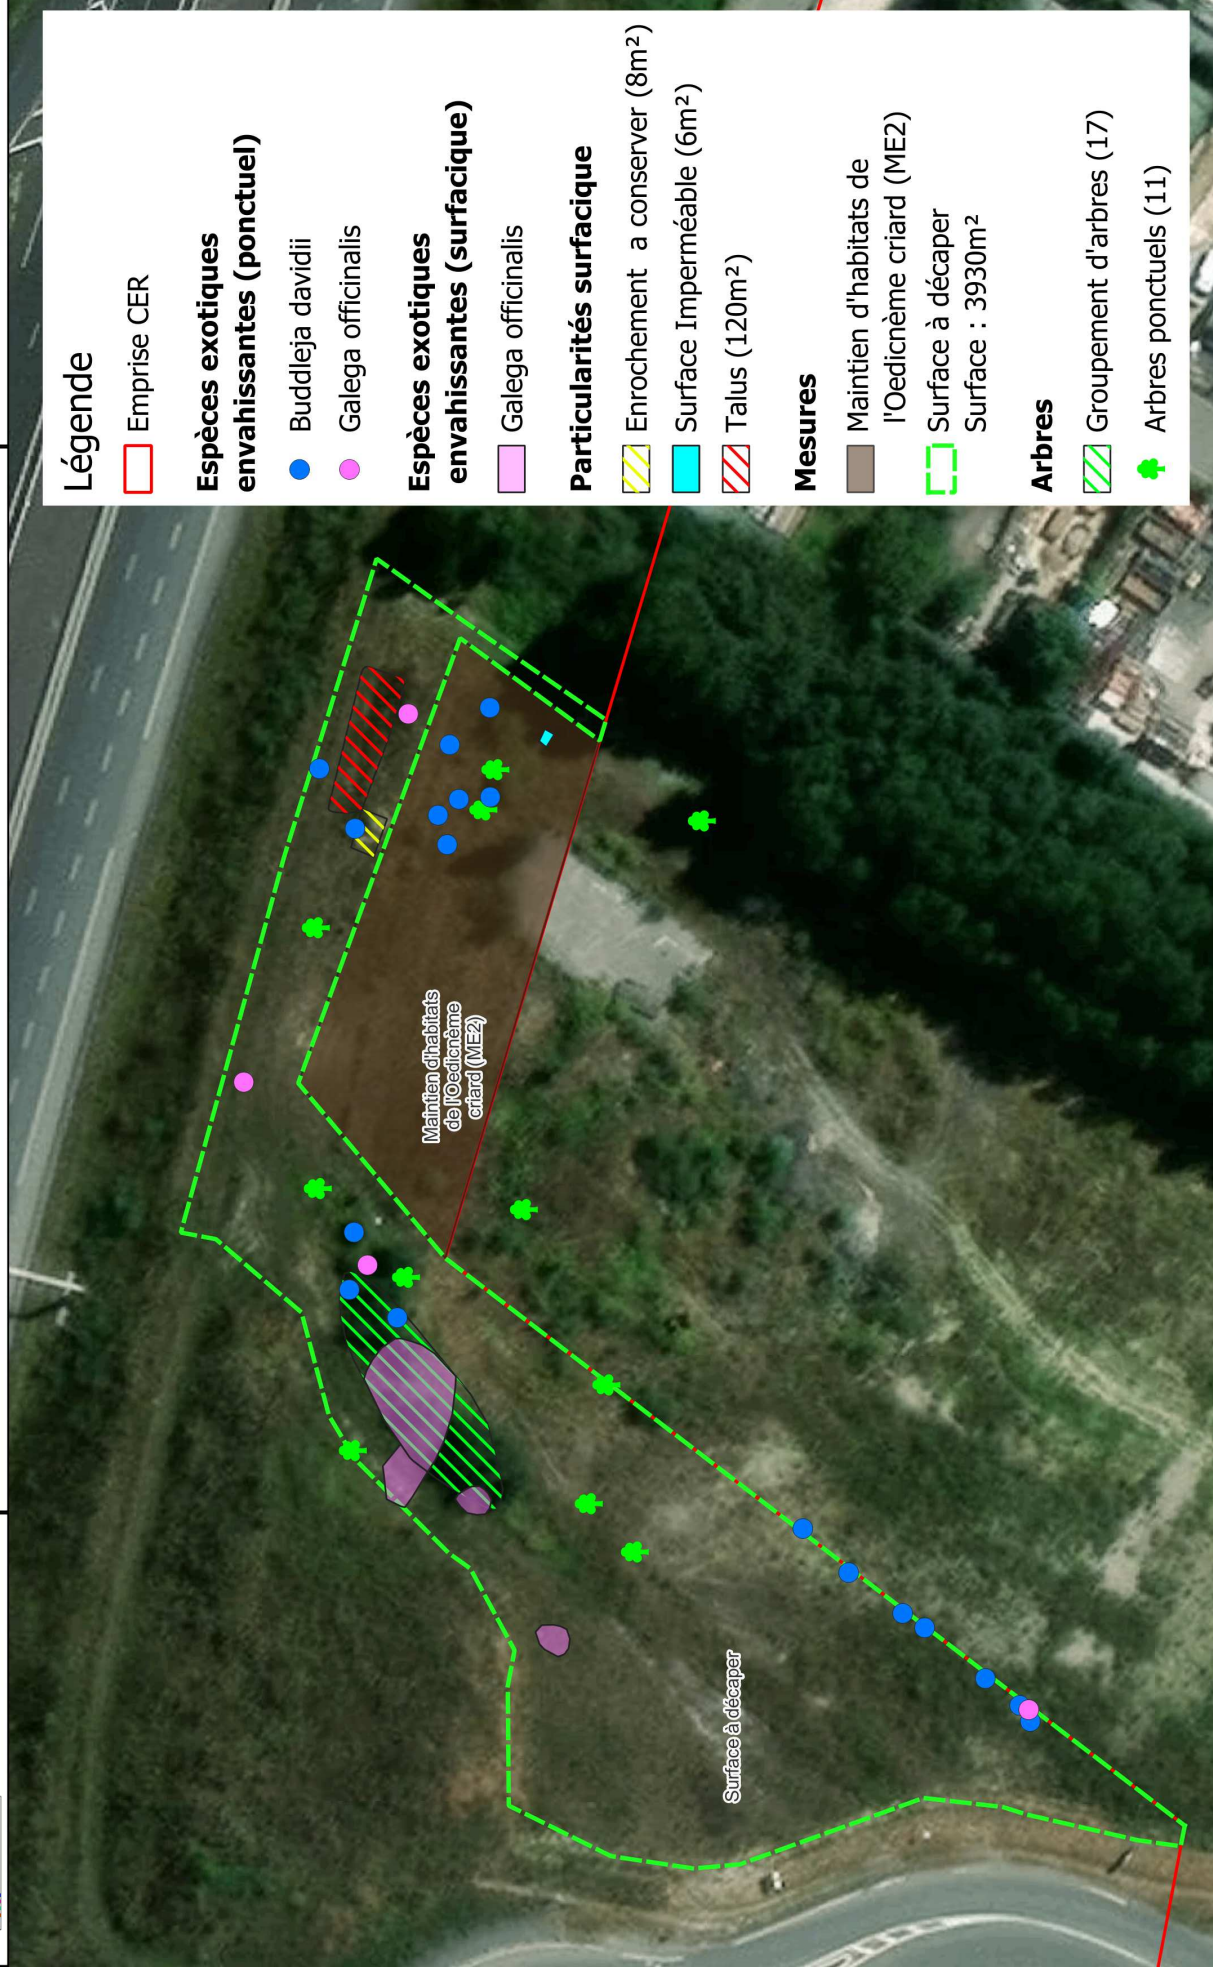 Légende
Emprise CER
Espèces exotiques
envahissantes (ponctuel)
Buddleja davidii
Galega officinalis
Espèces exotiques
envahissantes (surfacique)
Galega officinalis
Particularités surfacique
Enrochement a conserver (8m²)
Surface Imperméable (6m²)
Talus (120m²)
Mesures
Maintien d'habitats de
l'Oedicnème criard (ME2)
Surface à décaper
Surface : 3930m²
Arbres
Groupement d'arbres (17)
Arbres ponctuels (11)
Maintien d'habitats
de l'Oedicnème
criard (ME2)
Surface à décaper